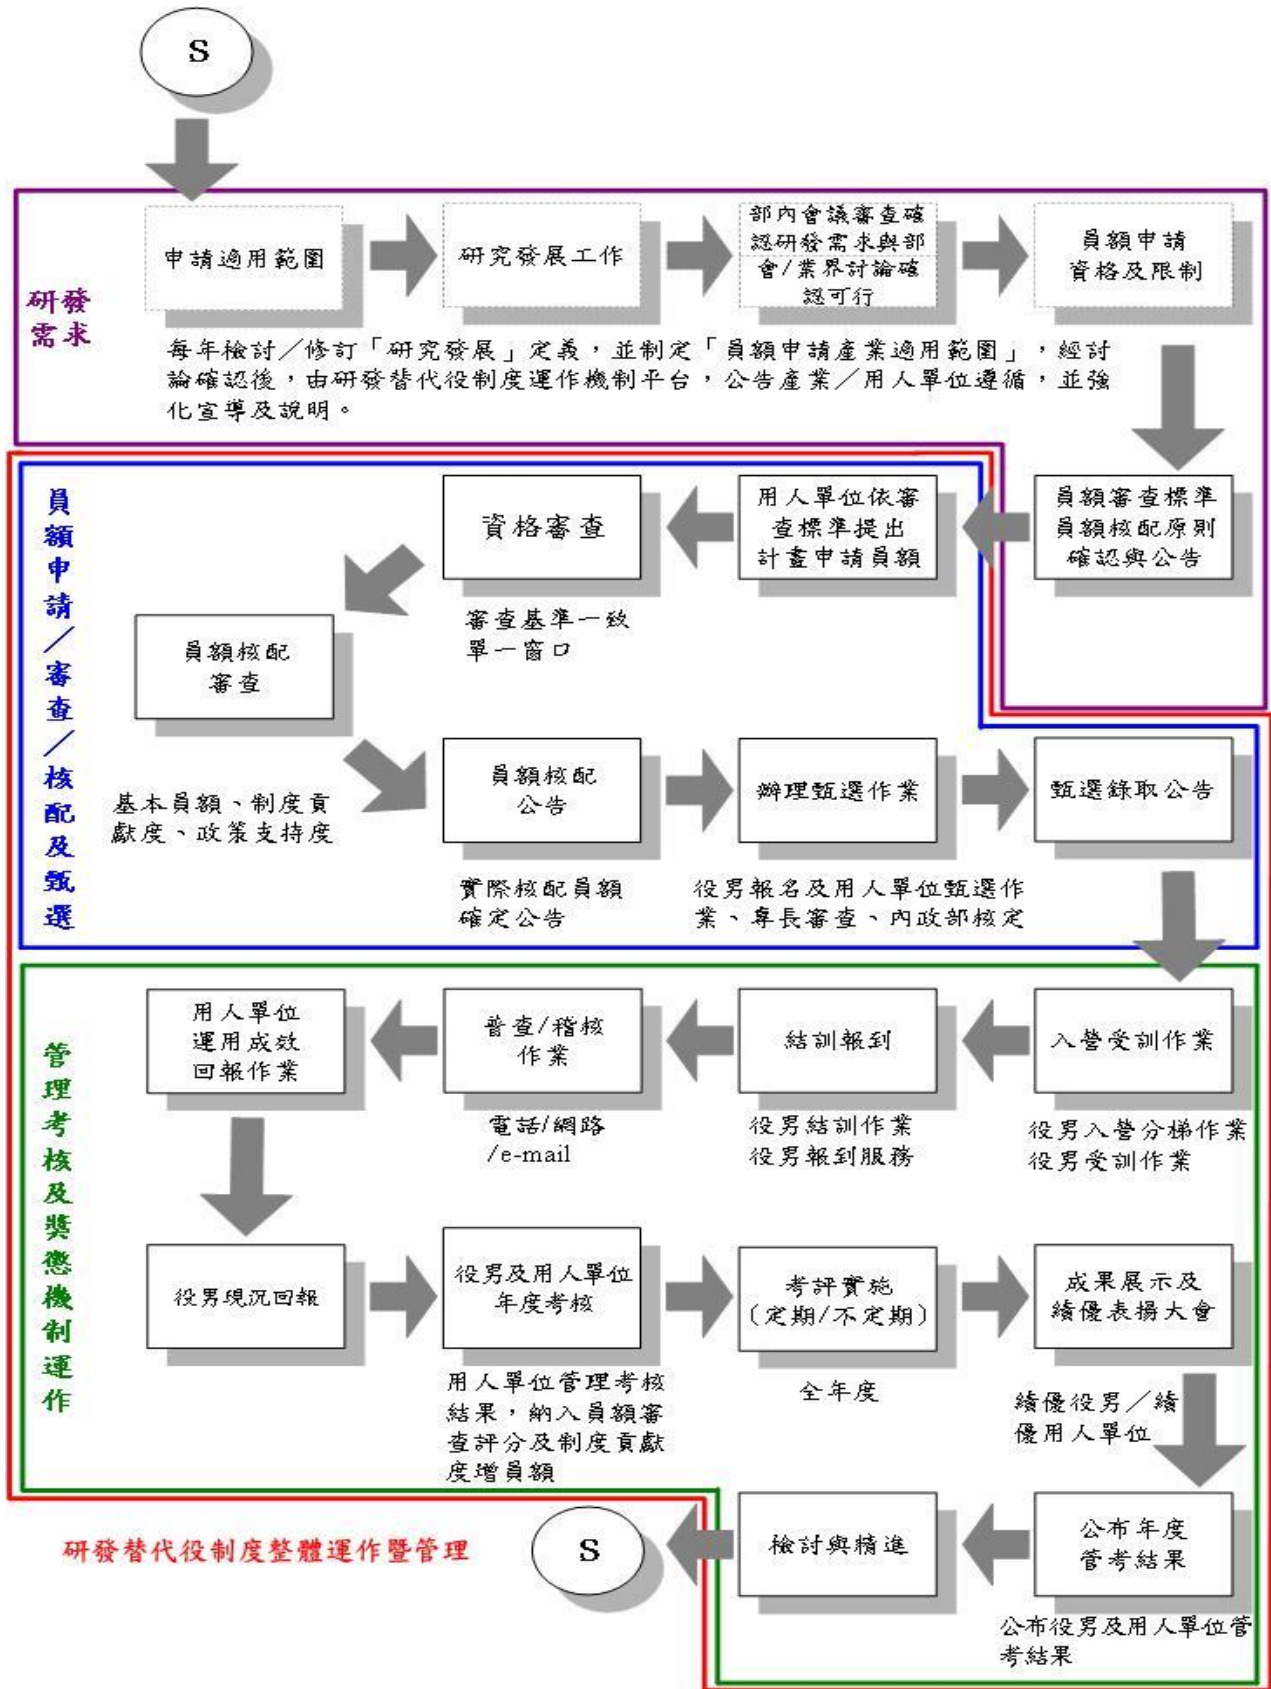 S
研發
需求
申請適用範圍
研究發展工作
部內會議審查確
認研發需求與部
會/業界討論確
認可行
員額申請
資格及限制
每年檢討／修訂「研究發展」定義，並制定「員額申請產業適用範圍」，經討
論確認後，由研發替代役制度運作機制平台，公告產業／用人單位遵循，並強
化宣導及說明。
員額審查標準
員額核配原則
確認與公告
員額申請／審查／核配及甄選
用人單位依審
查標準提出
計畫申請員額
資格審查
審查基準一致
單一窗口
員額核配
審查
基本員額、制度貢
獻度、政策支持度
員額核配
公告
實際核配員額
確定公告
辦理甄選作業
役男報名及用人單位甄選作
業、專長審查、內政部核定
甄選錄取公告
管理考核及獎懲機制運作
入營受訓作業
役男入營分梯作業
役男受訓作業
結訓報到
役男結訓作業
役男報到服務
普查/稽核
作業
電話/網路
/e-mail
用人單位
運用成效
回報作業
役男現況回報
役男及用人單位
年度考核
用人單位管理考核
結果，納入員額審
查評分及制度貢獻
度增員額
考評實施
(定期/不定期)
全年度
成果展示及
績優表揚大會
績優役男／績
優用人單位
公布年度
管考結果
公布役男及用人單位管
考結果
檢討與精進
S
研發替代役制度整體運作暨管理